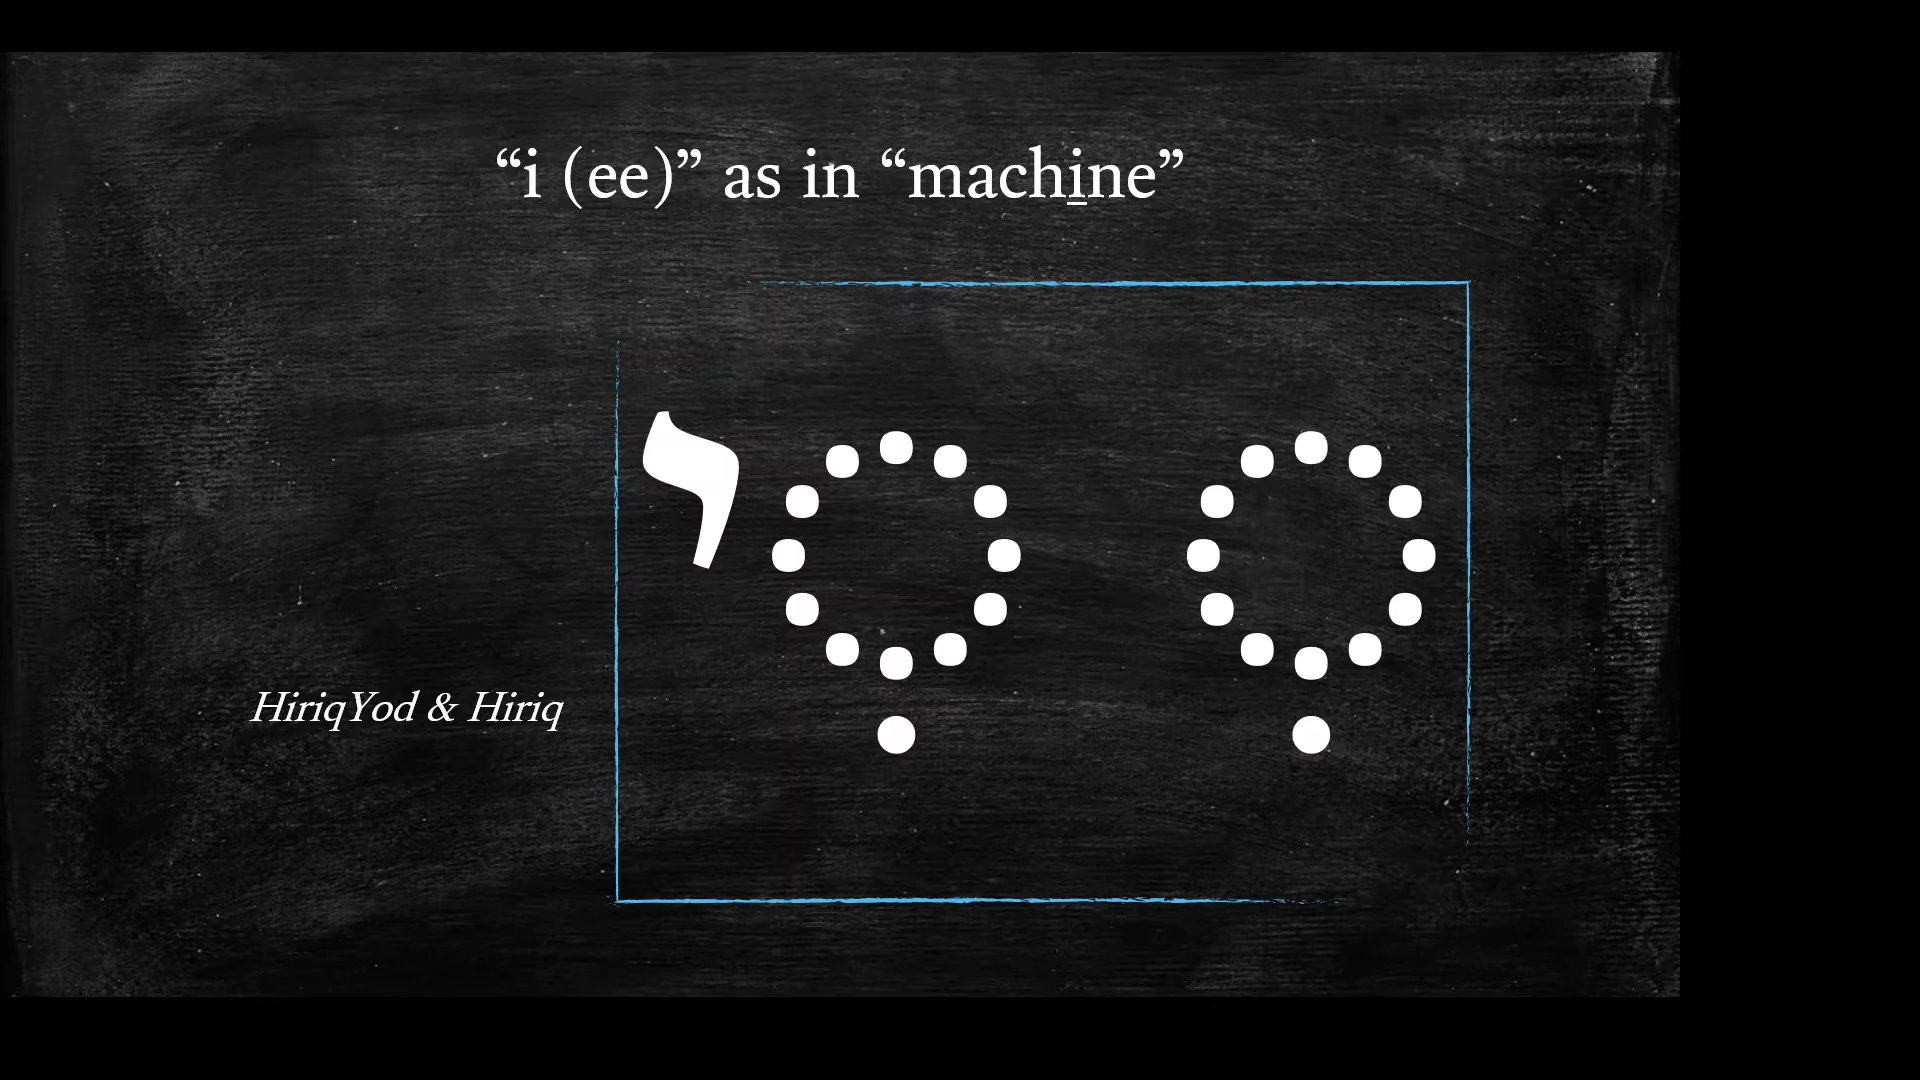 “i (ee)” as in “machine”
◌ִ ◌ִי
HiriqYod & Hiriq